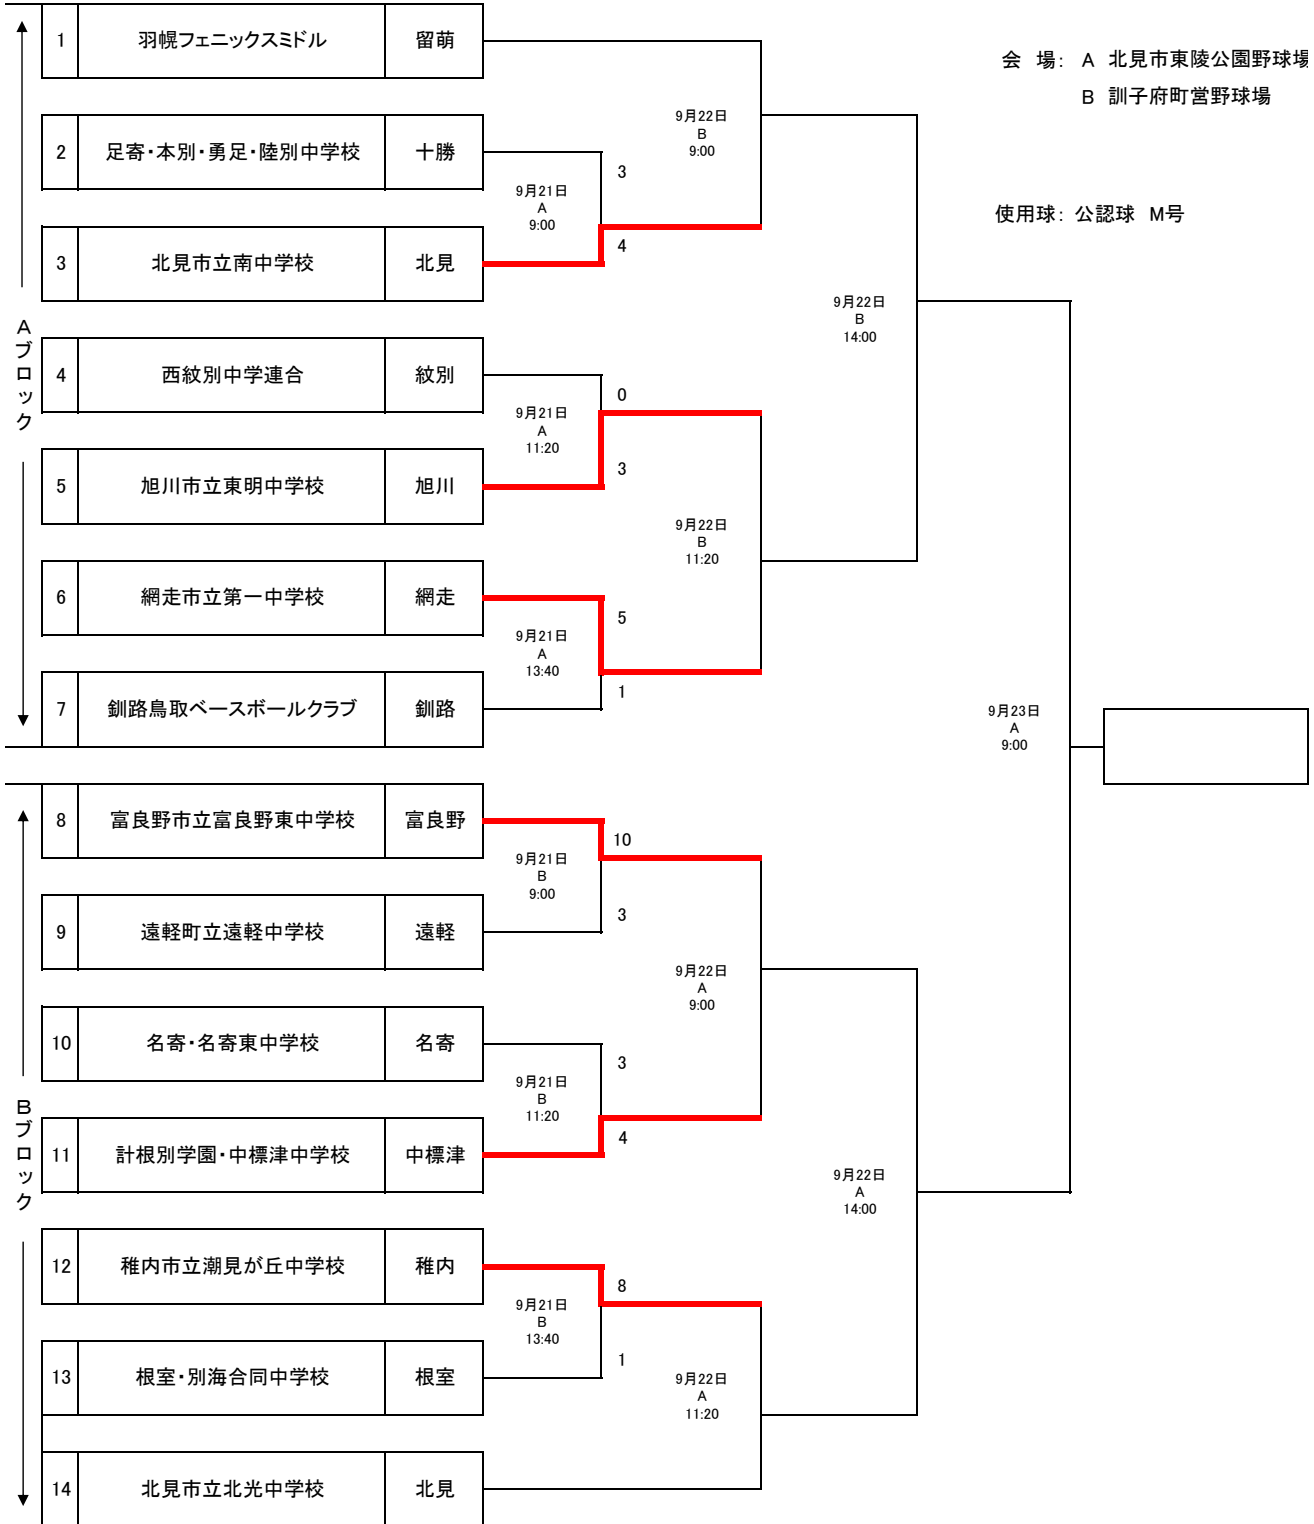 会 場： A 北見市東陵公園野球場
B 訓子府町営野球場
使用球： 公認球 M号
Aブロック
1 羽幌フェニックスミドル 留萌
2 足寄・本別・勇足・陸別中学校 十勝
3 北見市立南中学校 北見
4 西紋別中学連合 紋別
5 旭川市立東明中学校 旭川
6 網走市立第一中学校 網走
7 釧路鳥取ベースボールクラブ 釧路
Bブロック
8 富良野市立富良野東中学校 富良野
9 遠軽町立遠軽中学校 遠軽
10 名寄・名寄東中学校 名寄
11 計根別学園・中標津中学校 中標津
12 稚内市立潮見が丘中学校 稚内
13 根室・別海合同中学校 根室
14 北見市立北光中学校 北見
9月21日
A
9:00
3
4
9月21日
A
11:20
0
3
9月21日
A
13:40
5
1
9月21日
B
9:00
10
3
9月21日
B
11:20
3
4
9月21日
B
13:40
8
1
9月22日
B
9:00
9月22日
B
11:20
9月22日
A
9:00
9月22日
A
11:20
9月22日
B
14:00
9月22日
A
14:00
9月23日
A
9:00